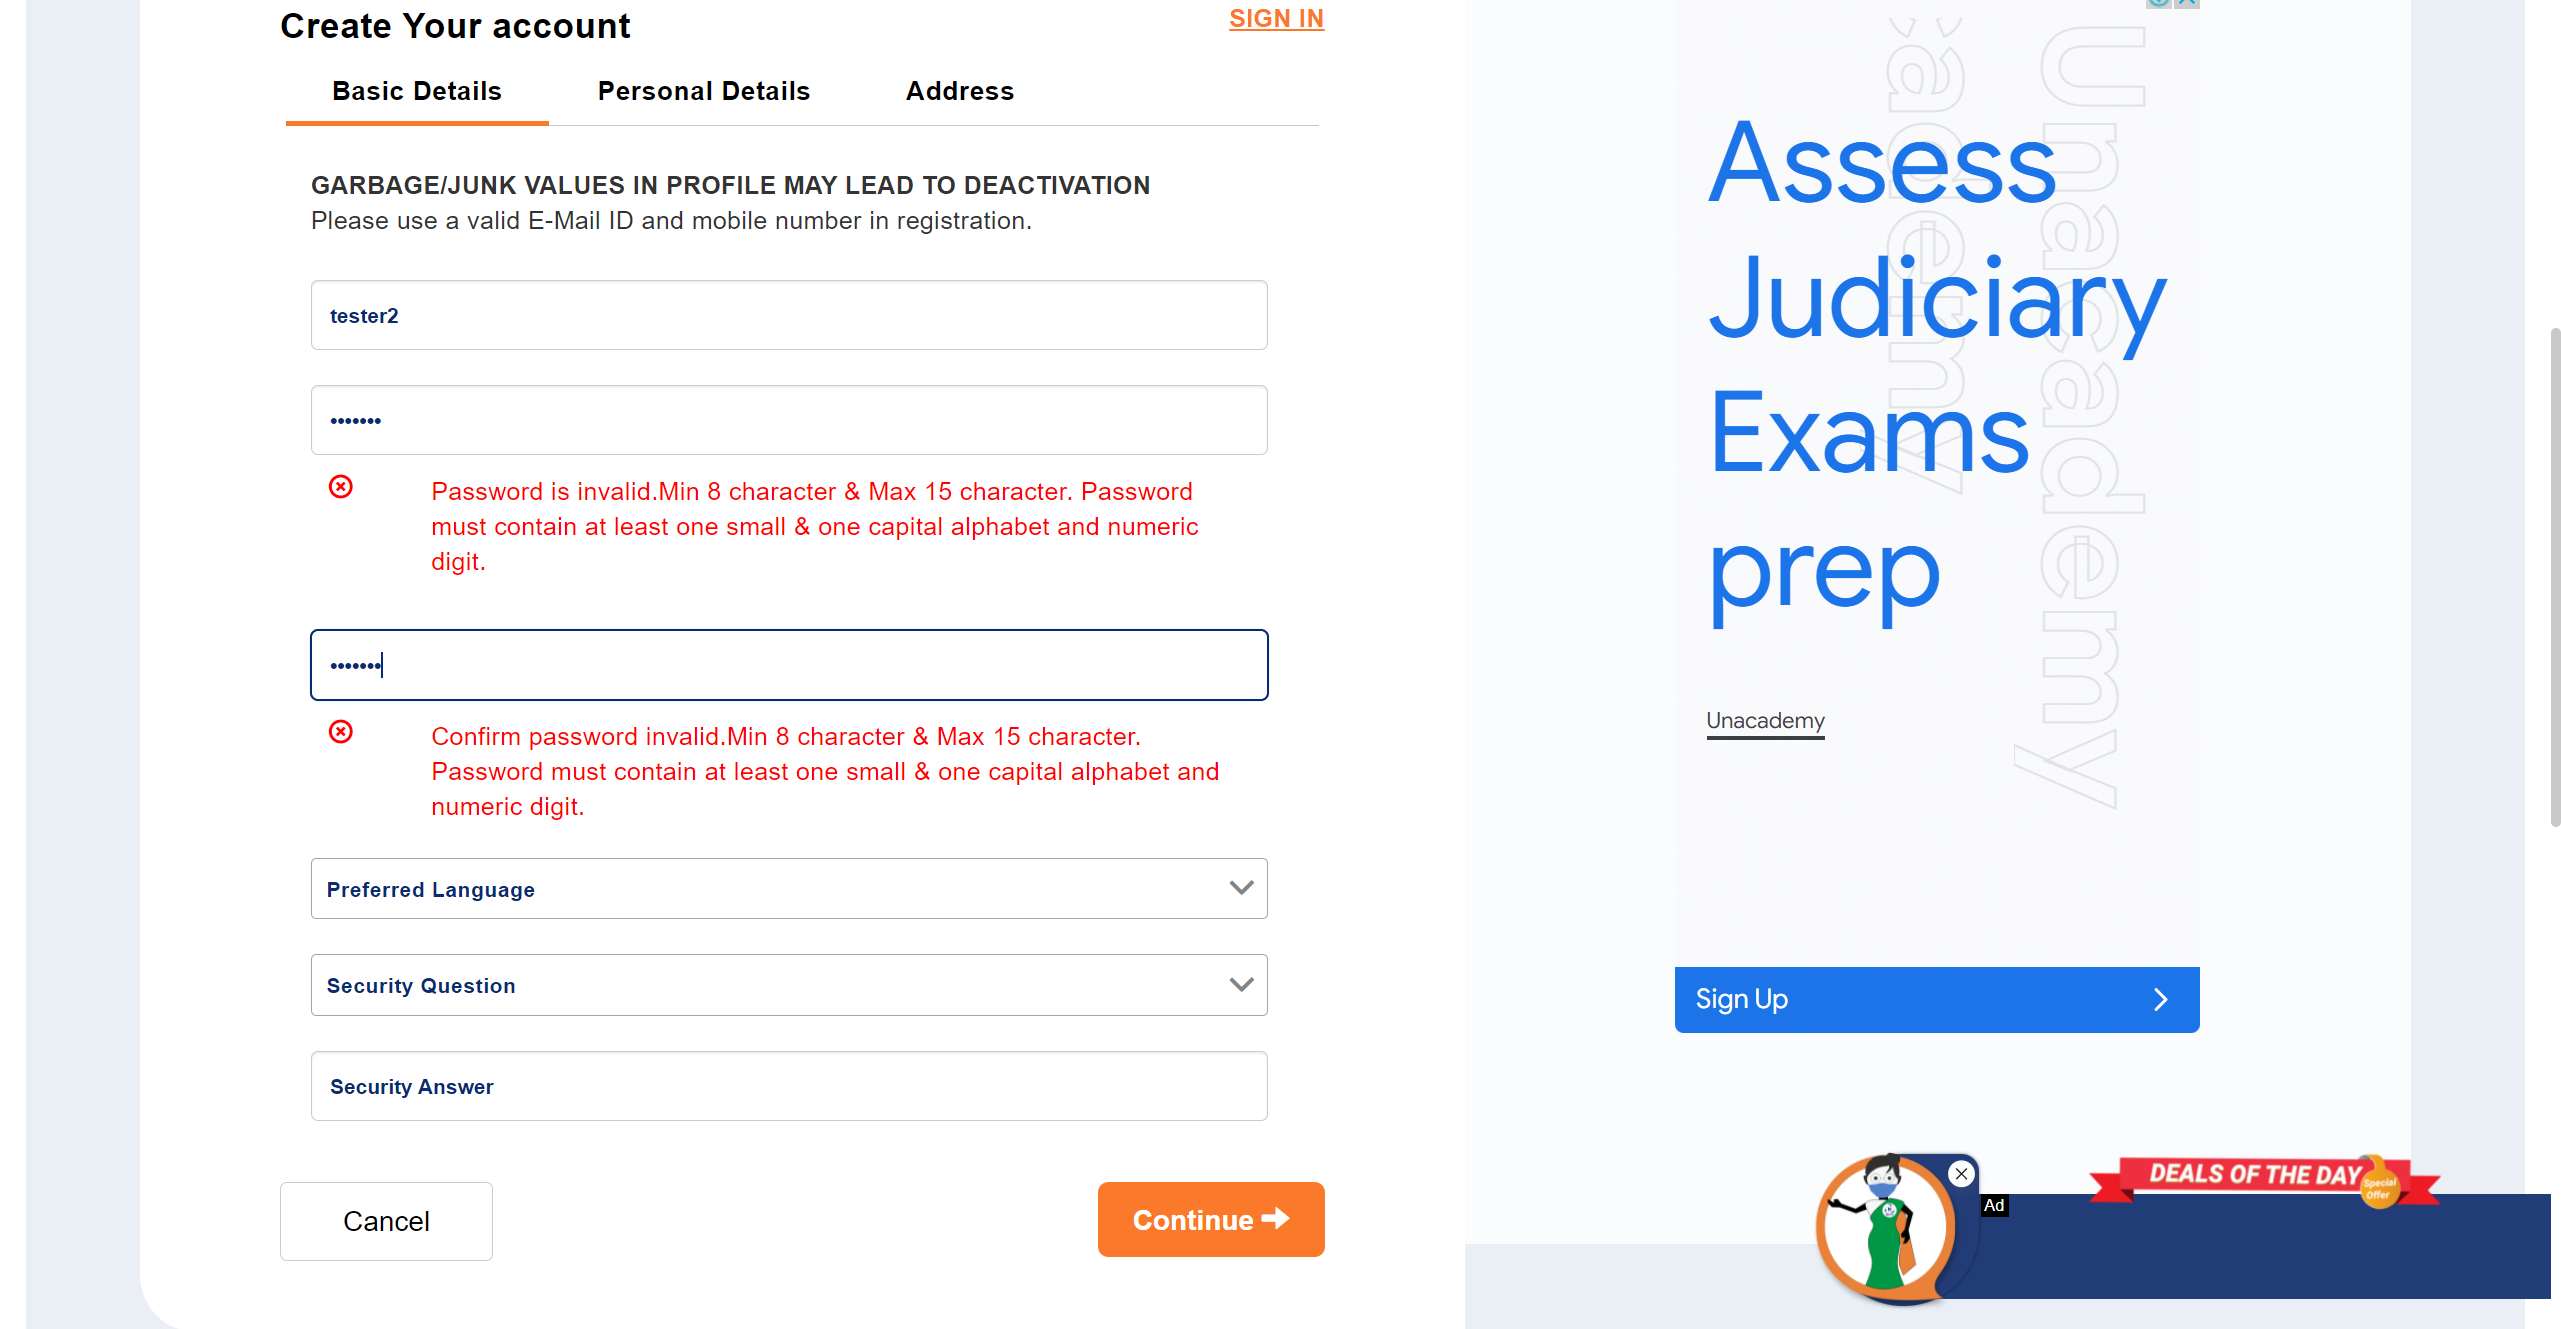 Create Your account
SIGN IN
Basic Details
Personal Details
Address
GARBAGE/JUNK VALUES IN PROFILE MAY LEAD TO DEACTIVATION
Please use a valid E-Mail ID and mobile number in registration.
tester2
•••••••
Password is invalid.Min 8 character & Max 15 character. Password
must contain at least one small & one capital alphabet and numeric
digit.
•••••••
Confirm password invalid.Min 8 character & Max 15 character.
Password must contain at least one small & one capital alphabet and
numeric digit.
Preferred Language
Security Question
Security Answer
Cancel
Continue
Unacademy
cademy
Assess
Judiciary
Exams
prep
Unacademy
Sign Up
Ad
DEALS OF THE DAY
Special
Offer